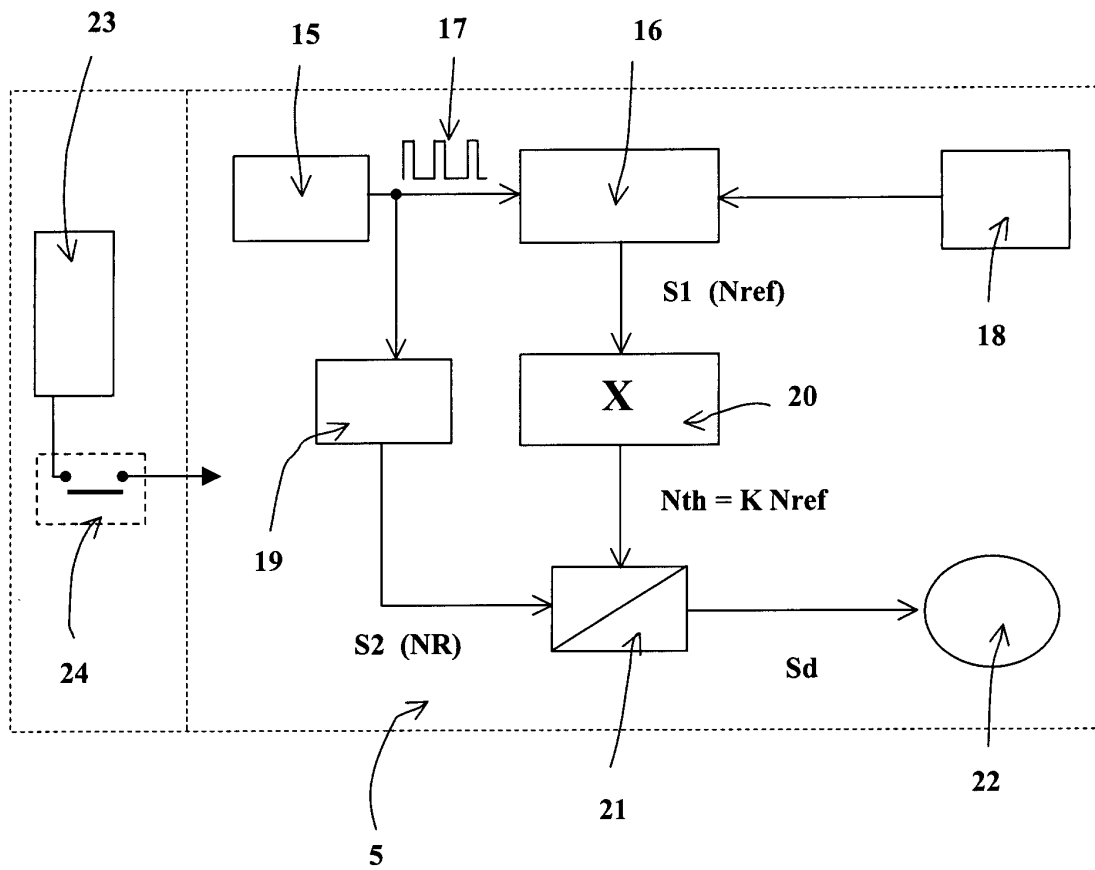 23
15
17
16
S1 (Nref)
18
X
20
Nth = K Nref
19
S2 (NR)
24
Sd
21
22
5